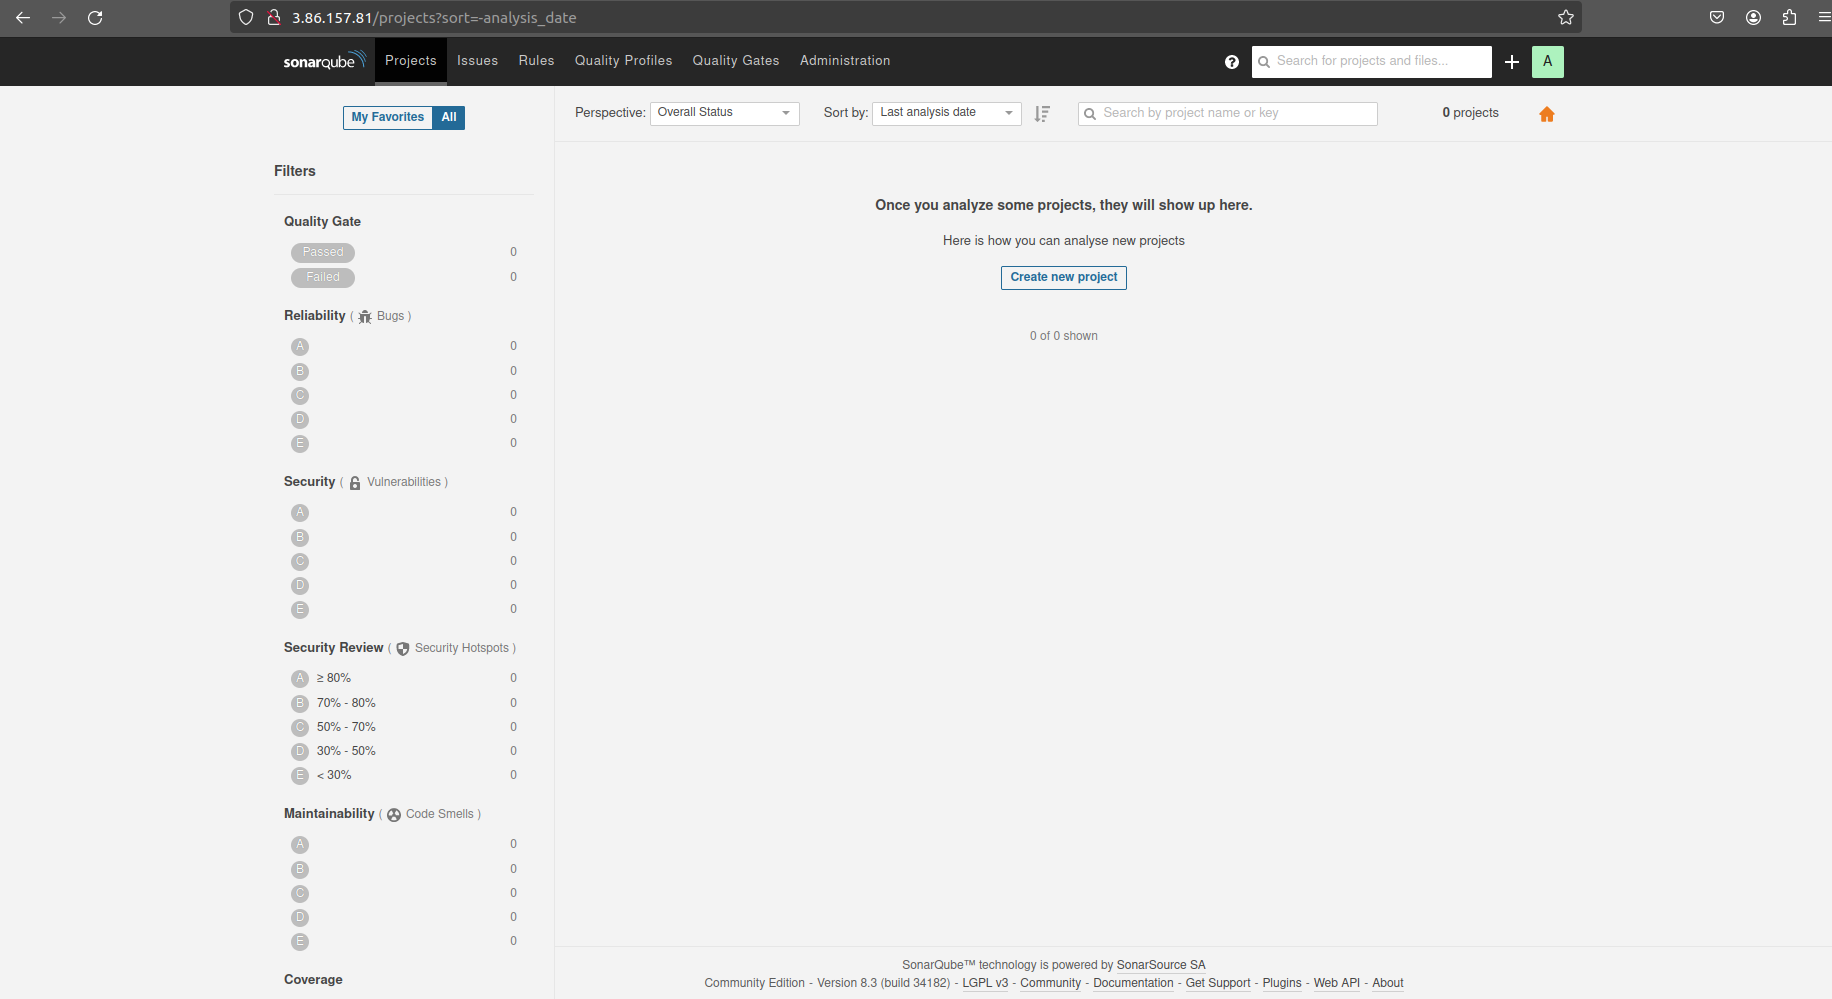 3.86.157.81/projects?sort=-analysis_date
sonarqube Projects Issues Rules Quality Profiles Quality Gates Administration ? Search for projects and files... A
My Favorites All
Perspective: Overall Status Sort by: Last analysis date Search by project name or key 0 projects
Filters
Quality Gate
Passed 0
Failed 0
Reliability ( Bugs )
A 0
B 0
C 0
D 0
E 0
Security ( Vulnerabilities )
A 0
B 0
C 0
D 0
E 0
Security Review ( Security Hotspots )
A ≥ 80% 0
B 70% - 80% 0
C 50% - 70% 0
D 30% - 50% 0
E < 30% 0
Maintainability ( Code Smells )
A 0
B 0
C 0
D 0
E 0
Coverage
Once you analyze some projects, they will show up here.
Here is how you can analyse new projects
Create new project
0 of 0 shown
SonarQube™ technology is powered by SonarSource SA
Community Edition - Version 8.3 (build 34182) - LGPL v3 - Community - Documentation - Get Support - Plugins - Web API - About